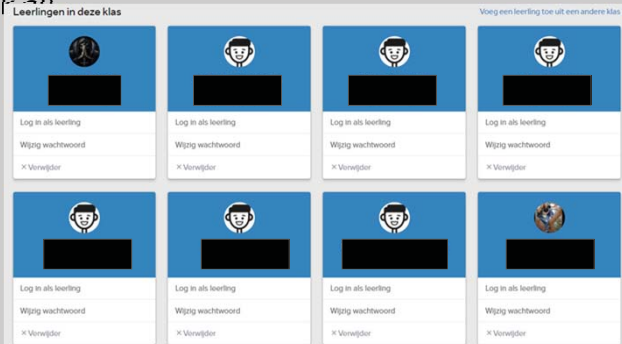 Leerlingen in deze klas
Voeg een leerling toe uit een andere klas
Log in als leerling Log in als leerling Log in als leerling Log in als leerling
Wijzig wachtwoord Wijzig wachtwoord Wijzig wachtwoord Wijzig wachtwoord
× Verwijder × Verwijder × Verwijder × Verwijder
Log in als leerling Log in als leerling Log in als leerling Log in als leerling
Wijzig wachtwoord Wijzig wachtwoord Wijzig wachtwoord Wijzig wachtwoord
× Verwijder × Verwijder × Verwijder × Verwijder